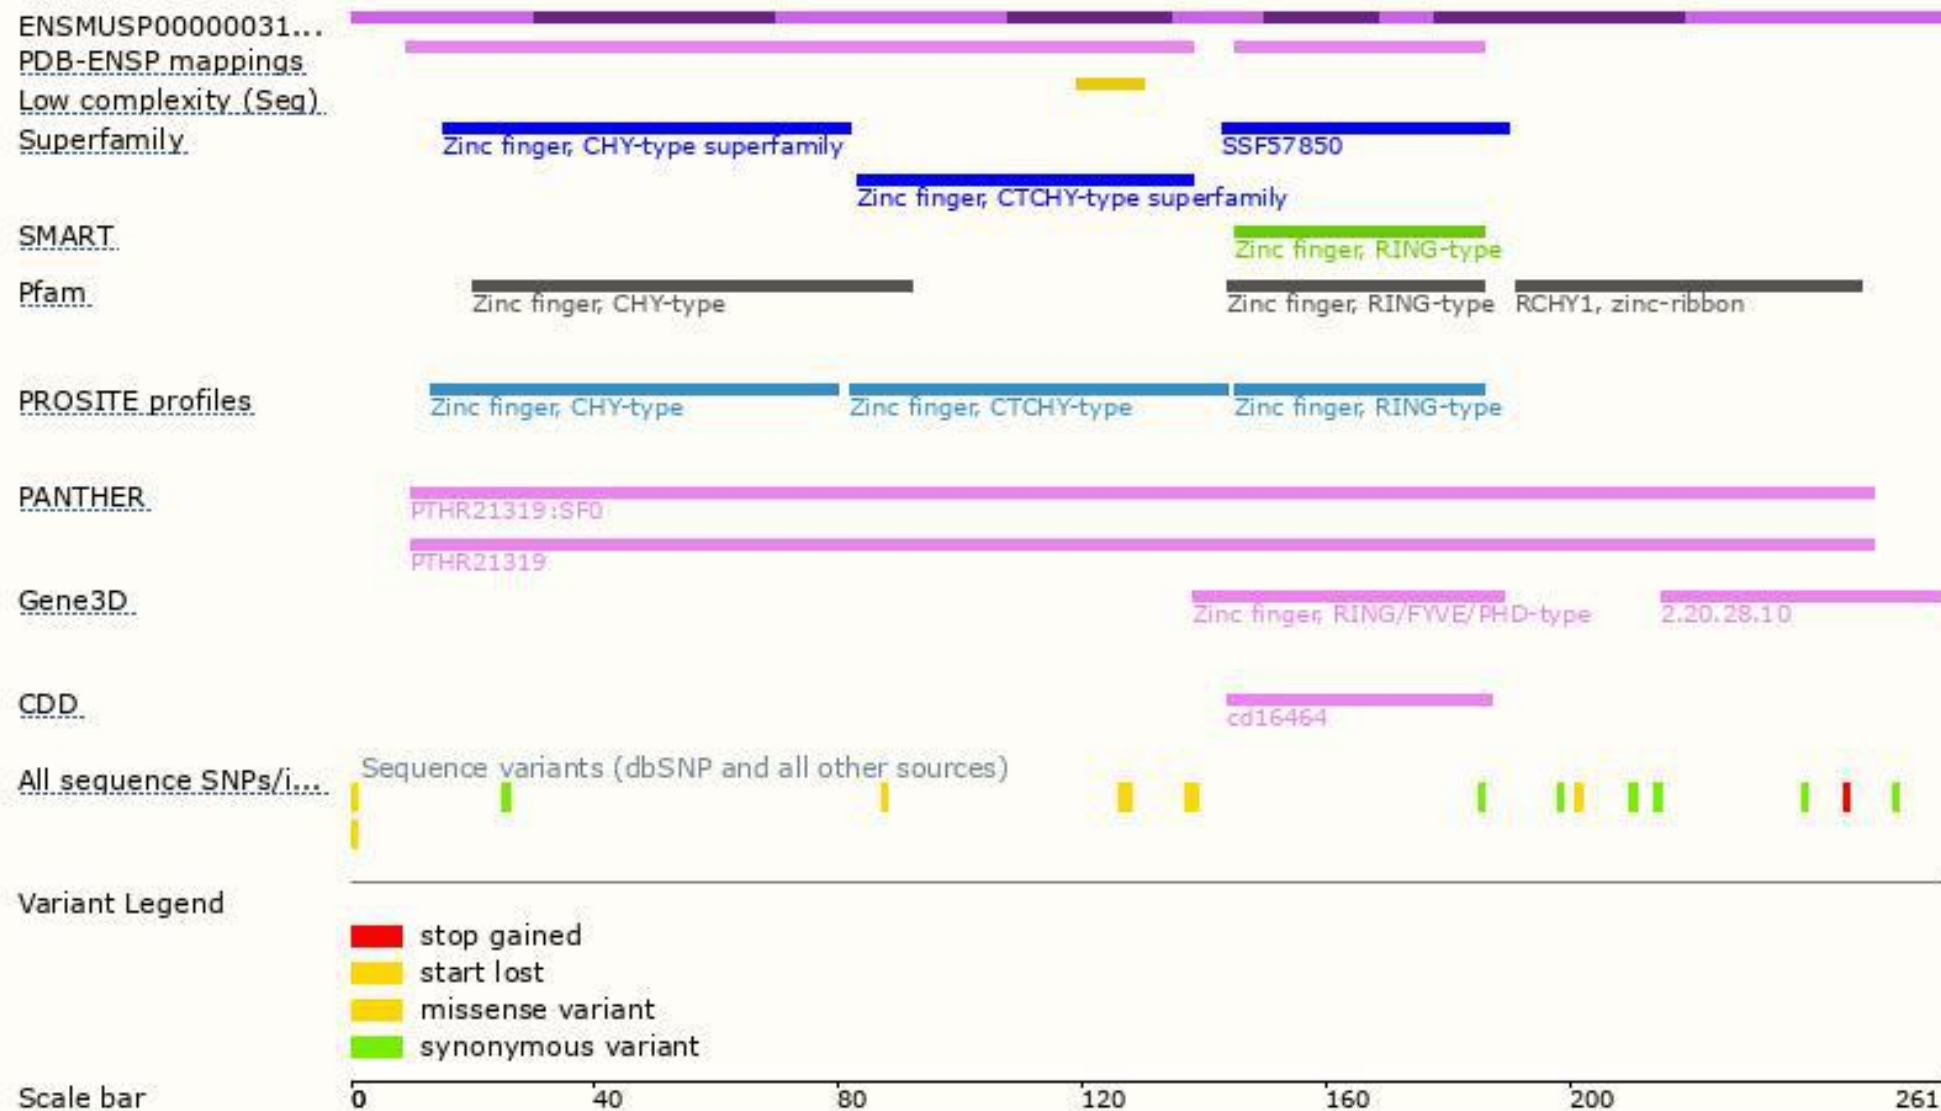 ENSMUSP00000031...
PDB-ENSP mappings
Low complexity (Seg)
Superfamily
Zinc finger, CHY-type superfamily
SSF57850
Zinc finger, CTCHY-type superfamily
SMART
Zinc finger, RING-type
Pfam
Zinc finger, CHY-type
Zinc finger, RING-type
RCHY1, zinc-ribbon
PROSITE profiles
Zinc finger, CHY-type
Zinc finger, CTCHY-type
Zinc finger, RING-type
PANTHER
PTHR21319:SF0
PTHR21319
Gene3D
Zinc finger, RING/FYVE/PHD-type
2.20.28.10
CDD
cd16464
All sequence SNPs/i...
Sequence variants (dbSNP and all other sources)
Variant Legend
stop gained
start lost
missense variant
synonymous variant
Scale bar
0 40 80 120 160 200 261